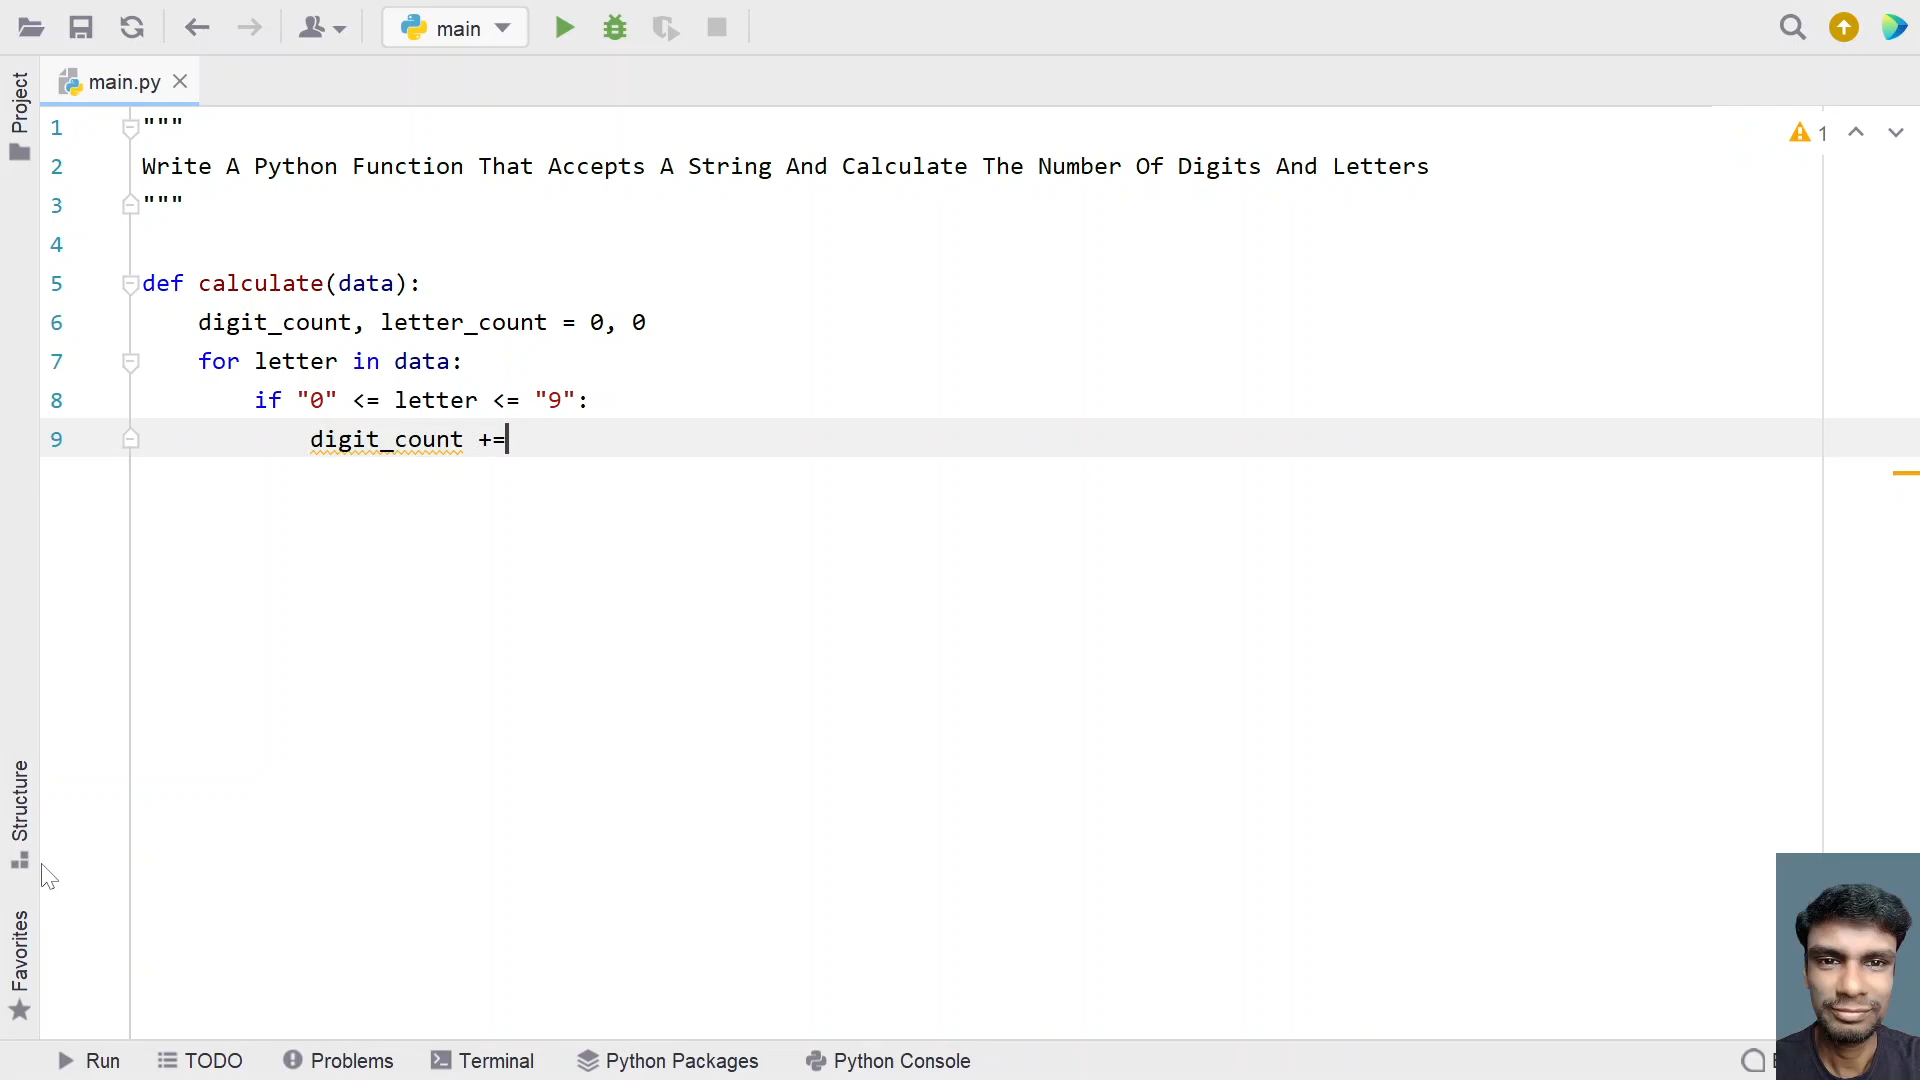 main
main.py
Project
1
1 """
2 Write A Python Function That Accepts A String And Calculate The Number Of Digits And Letters
3 """
4
5 def calculate(data):
6     digit_count, letter_count = 0, 0
7     for letter in data:
8         if "0" <= letter <= "9":
9             digit_count +=
Structure
Favorites
Run TODO Problems Terminal Python Packages Python Console